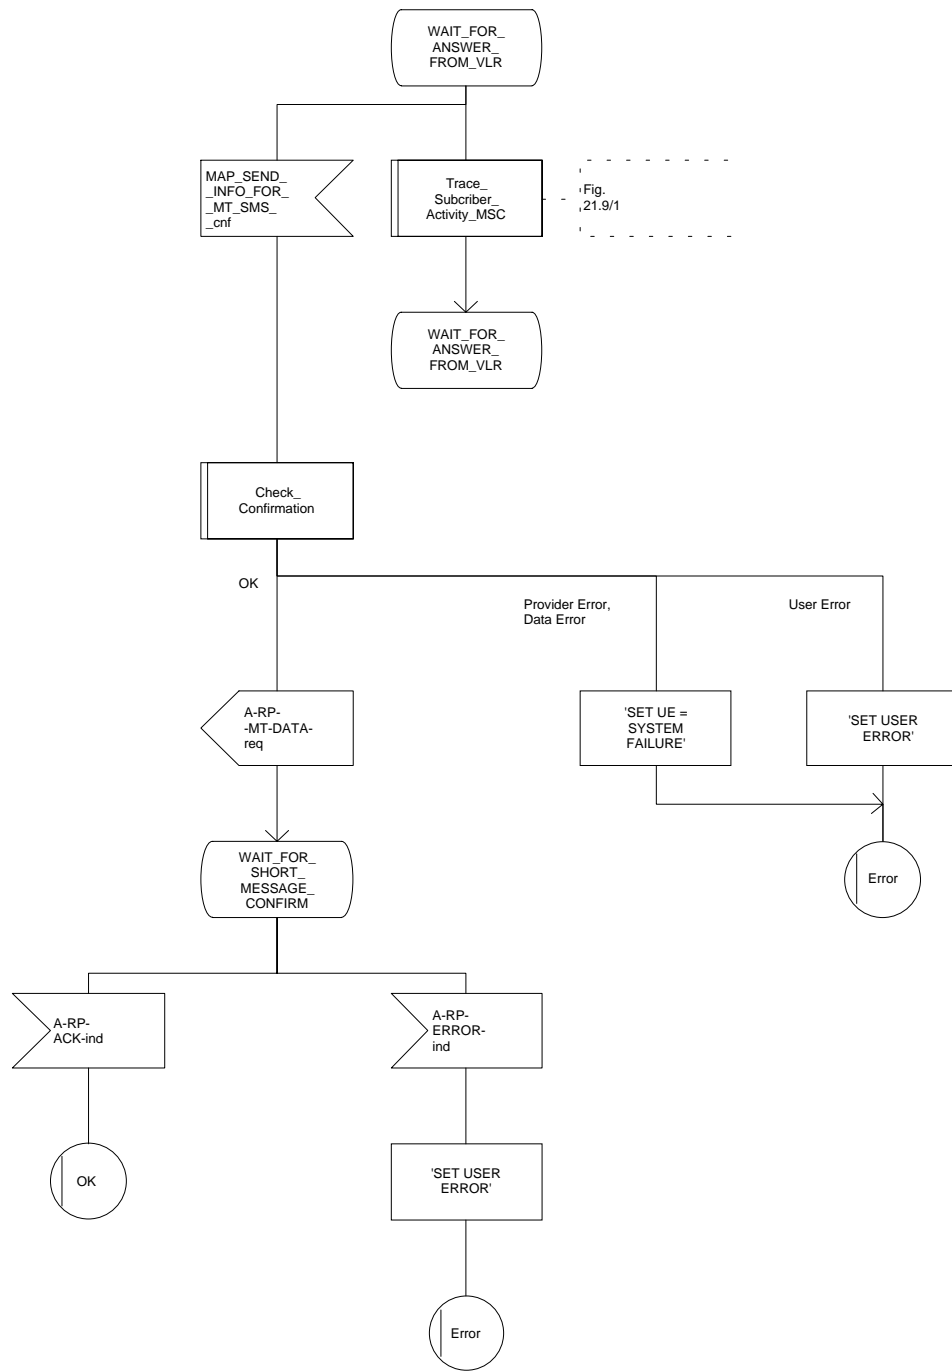 WAIT_FOR_
ANSWER_
FROM_VLR
MAP_SEND_
_INFO_FOR_
_MT_SMS_
_cnf
Trace_
Subcriber_
Activity_MSC
Fig.
21.9/1
WAIT_FOR_
ANSWER_
FROM_VLR
Check_
Confirmation
OK
Provider Error,
Data Error
User Error
A-RP-
-MT-DATA-
req
'SET UE =
SYSTEM
FAILURE'
'SET USER
ERROR'
WAIT_FOR_
SHORT_
MESSAGE_
CONFIRM
Error
A-RP-
ACK-ind
A-RP-
ERROR-
ind
OK
'SET USER
ERROR'
Error